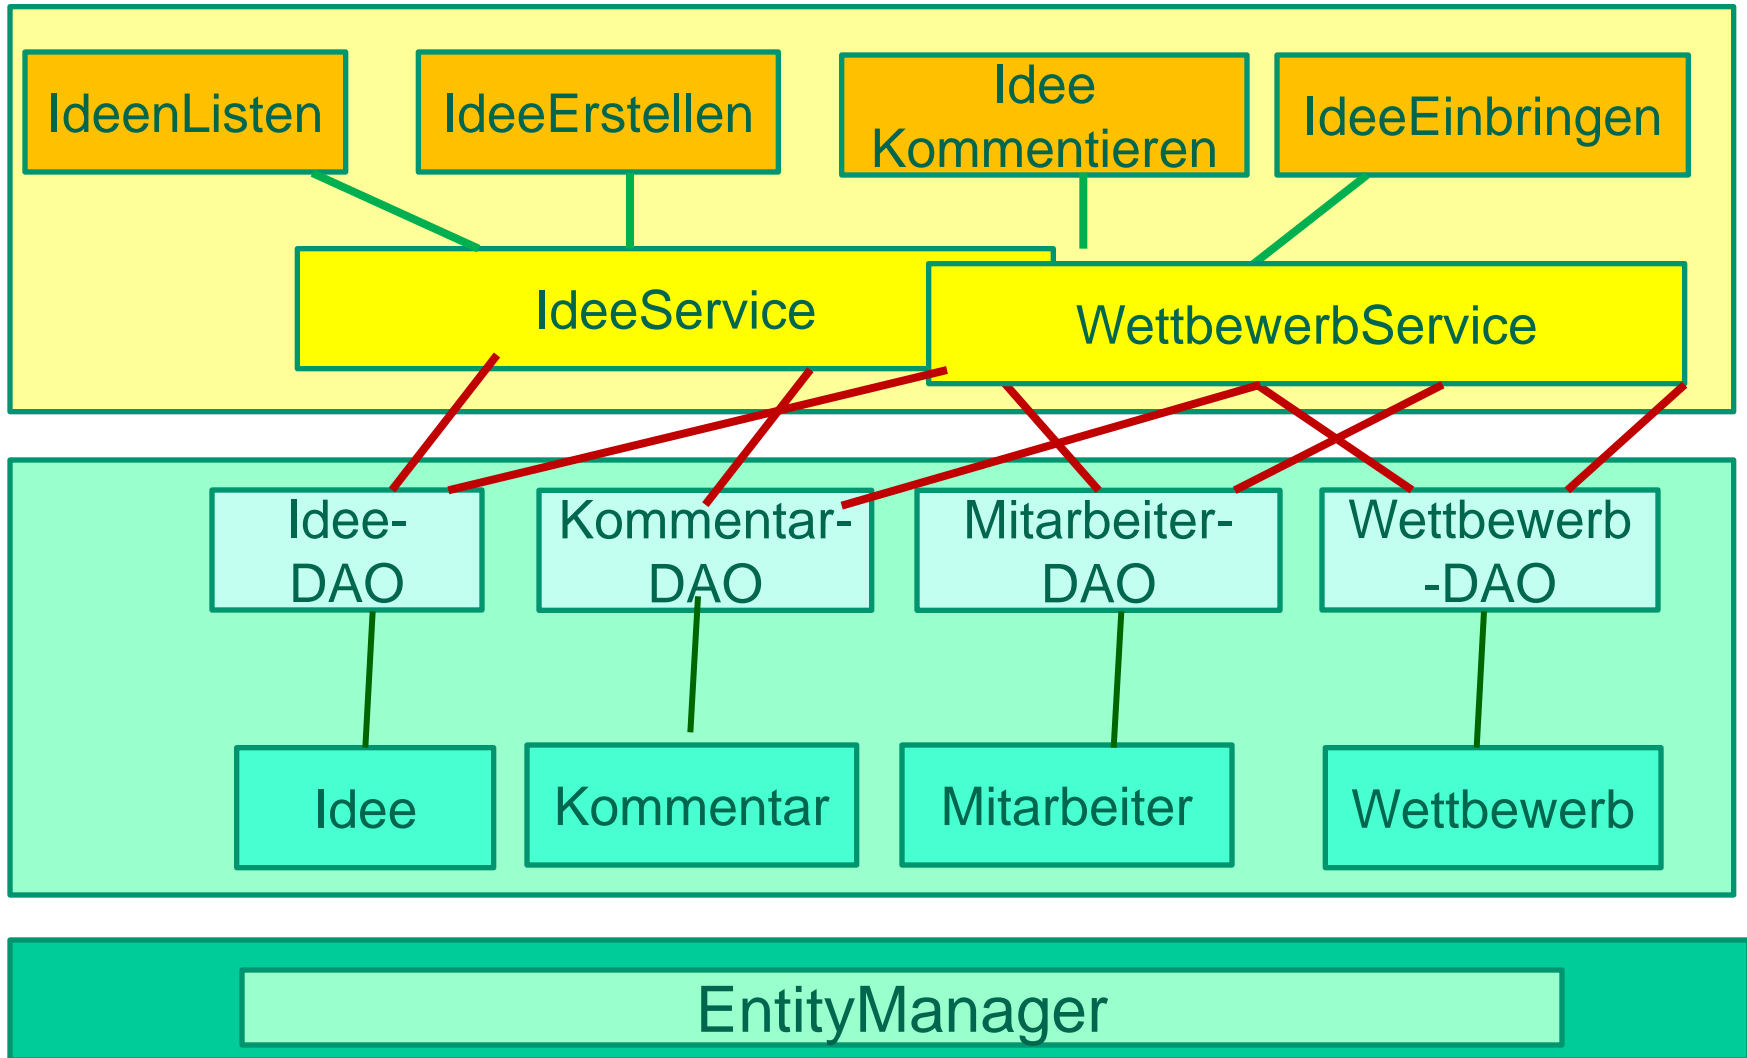 IdeenListen
IdeeErstellen
Idee
Kommentieren
IdeeEinbringen
IdeeService
WettbewerbService
Idee-
DAO
Kommentar-
DAO
Mitarbeiter-
DAO
Wettbewerb
-DAO
Idee
Kommentar
Mitarbeiter
Wettbewerb
EntityManager